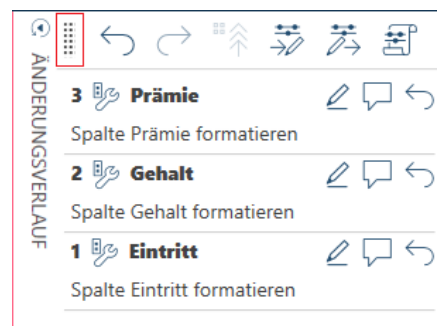 ÄNDERUNGSVERLAUF
3 Prämie
Spalte Prämie formatieren
2 Gehalt
Spalte Gehalt formatieren
1 Eintritt
Spalte Eintritt formatieren